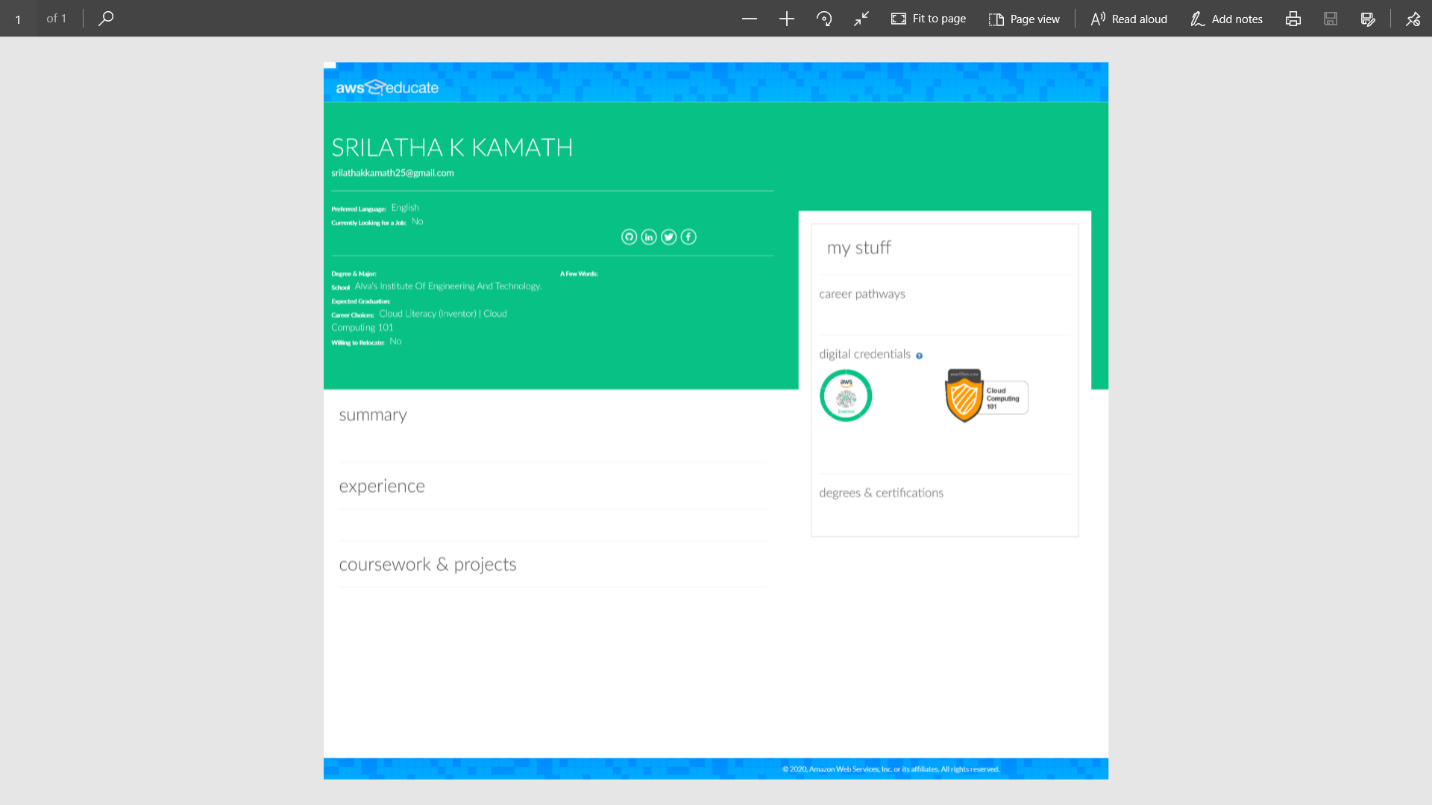 1 of 1 Fit to page Page view Read aloud Add notes
aws educate
SRILATHA K KAMATH
srilathakkamath25@gmail.com
Preferred Language: English
Currently Looking for a Job: No
Degree & Major:
School Alva's Institute Of Engineering And Technology.
Expected Graduation:
Career Choices: Cloud Literacy (Inventor) | Cloud
Computing 101
Willing to Relocate: No
A Few Words:
my stuff
career pathways
digital credentials
aws
Cloud
Computing
101
degrees & certifications
summary
experience
coursework & projects
© 2020, Amazon Web Services, Inc. or its affiliates. All rights reserved.